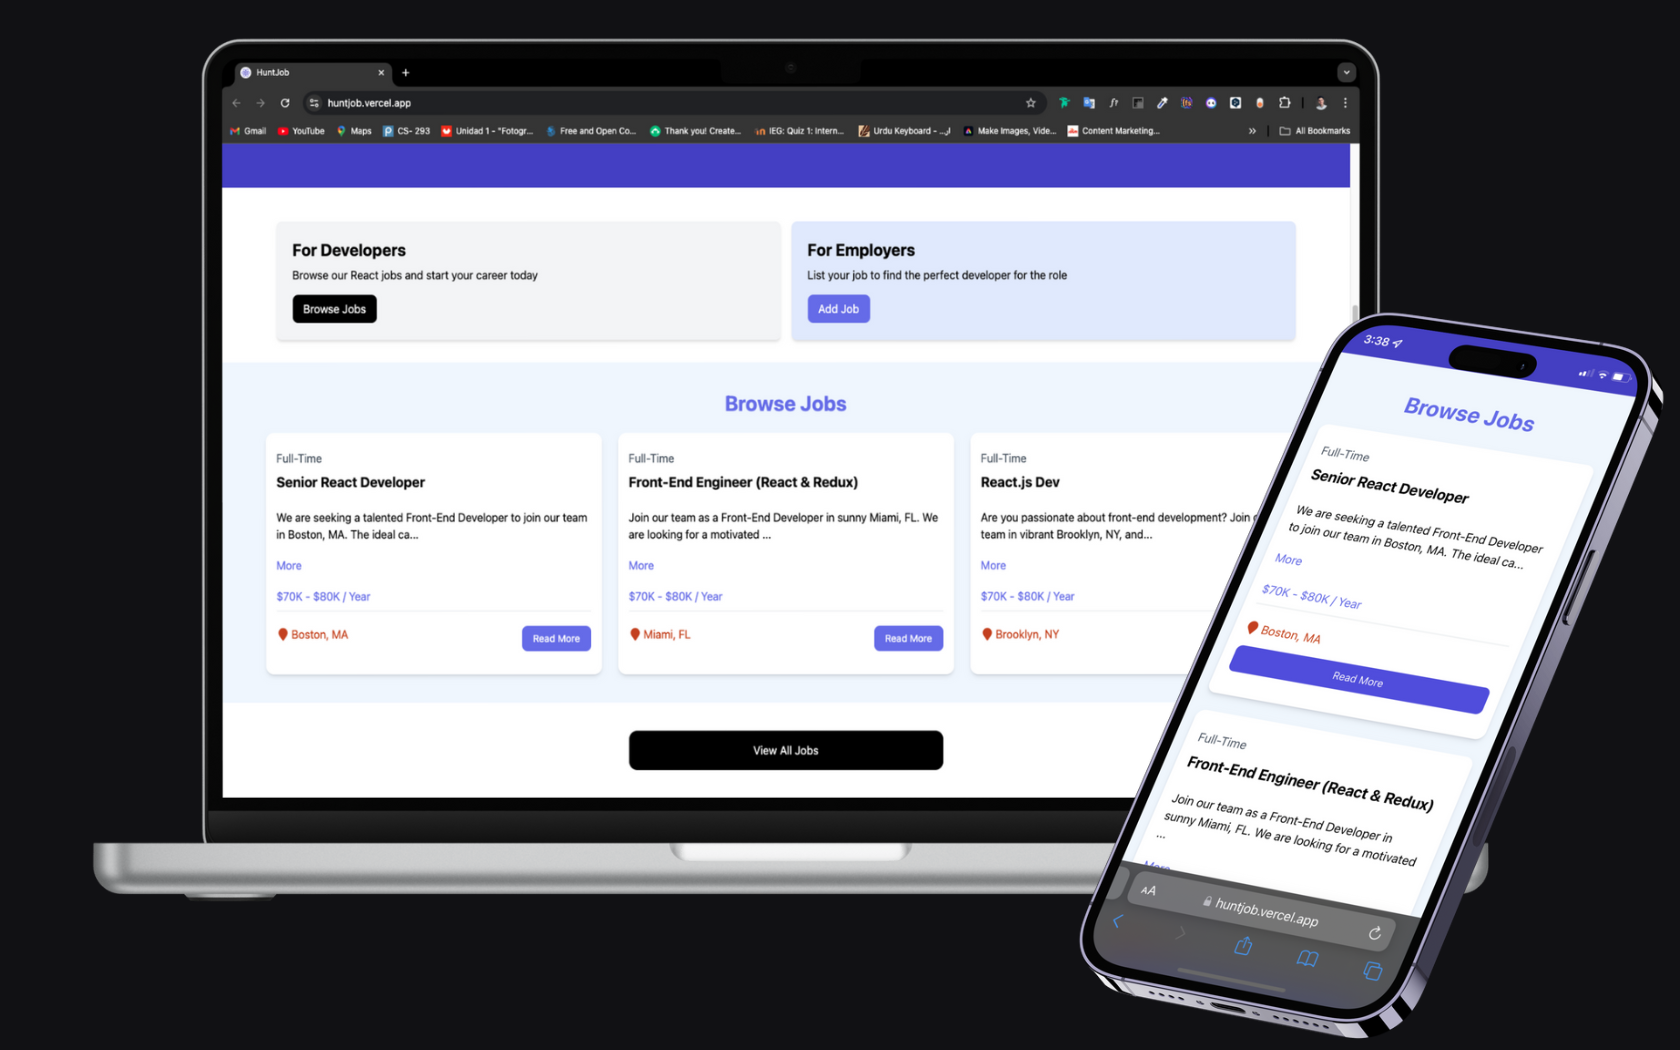 HuntJob
huntjob.vercel.app
Gmail
YouTube
Maps
CS- 293
Unidad 1 - "Fotogr...
Free and Open Co...
Thank you! Create...
IEG: Quiz 1: Intern...
Urdu Keyboard - ...ا
Make Images, Vide...
Content Marketing...
All Bookmarks
For Developers
Browse our React jobs and start your career today
Browse Jobs
For Employers
List your job to find the perfect developer for the role
Add Job
Browse Jobs
Full-Time
Senior React Developer
We are seeking a talented Front-End Developer to join our team
in Boston, MA. The ideal ca...
More
$70K - $80K / Year
Boston, MA
Read More
Full-Time
Front-End Engineer (React & Redux)
Join our team as a Front-End Developer in sunny Miami, FL. We
are looking for a motivated ...
More
$70K - $80K / Year
Miami, FL
Read More
Full-Time
React.js Dev
Are you passionate about front-end development? Join
team in vibrant Brooklyn, NY, and...
More
$70K - $80K / Year
Brooklyn, NY
View All Jobs
3:38
Browse Jobs
Full-Time
Senior React Developer
We are seeking a talented Front-End Developer
to join our team in Boston, MA. The ideal ca...
More
$70K - $80K / Year
Boston, MA
Read More
Full-Time
Front-End Engineer (React & Redux)
Join our team as a Front-End Developer in
sunny Miami, FL. We are looking for a motivated
...
More
AA
huntjob.vercel.app